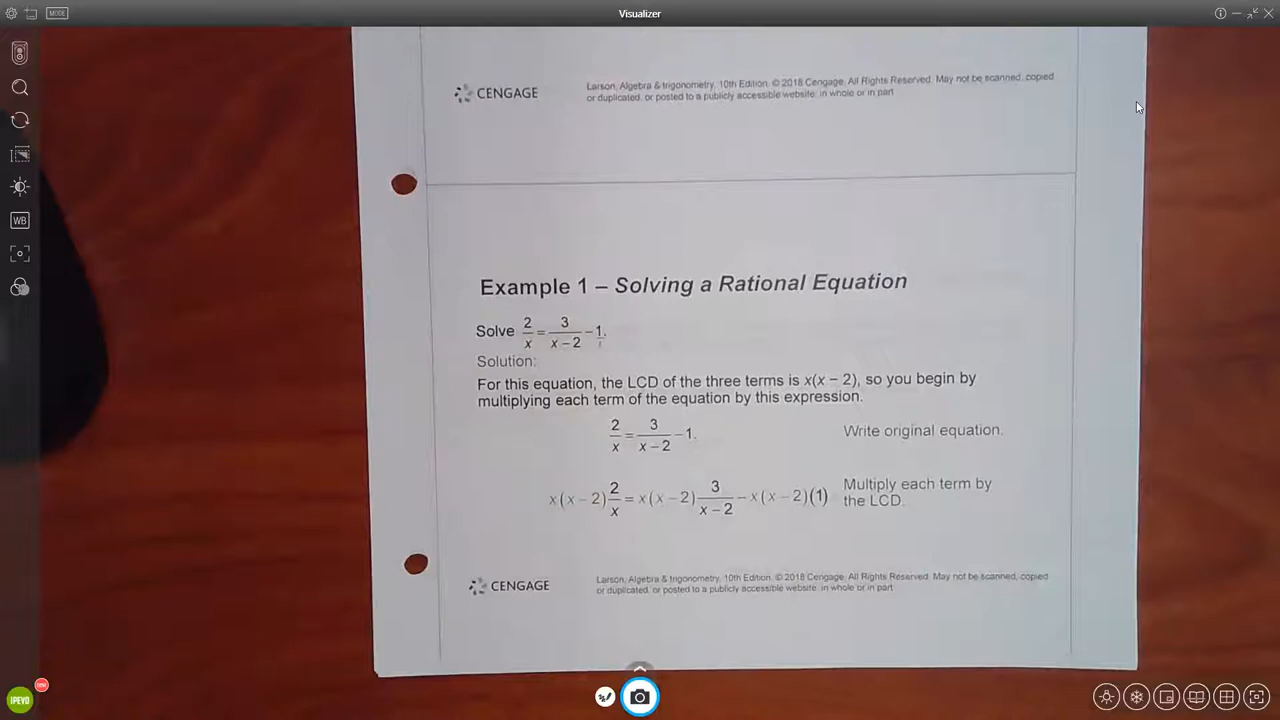 MODE
Visualizer
CENGAGE
Larson, Algebra & trigonometry, 10th Edition. © 2018 Cengage. All Rights Reserved. May not be scanned, copied
or duplicated, or posted to a publicly accessible website, in whole or in part
WB
Example 1 – Solving a Rational Equation
Solve 2/x = 3/(x − 2) − 1.
Solution:
For this equation, the LCD of the three terms is x(x − 2), so you begin by
multiplying each term of the equation by this expression.
2/x = 3/(x − 2) − 1. Write original equation.
x(x − 2) 2/x = x(x − 2) 3/(x − 2) − x(x − 2)(1) Multiply each term by
the LCD.
CENGAGE
Larson, Algebra & trigonometry, 10th Edition. © 2018 Cengage. All Rights Reserved. May not be scanned, copied
or duplicated, or posted to a publicly accessible website, in whole or in part
IPEVO